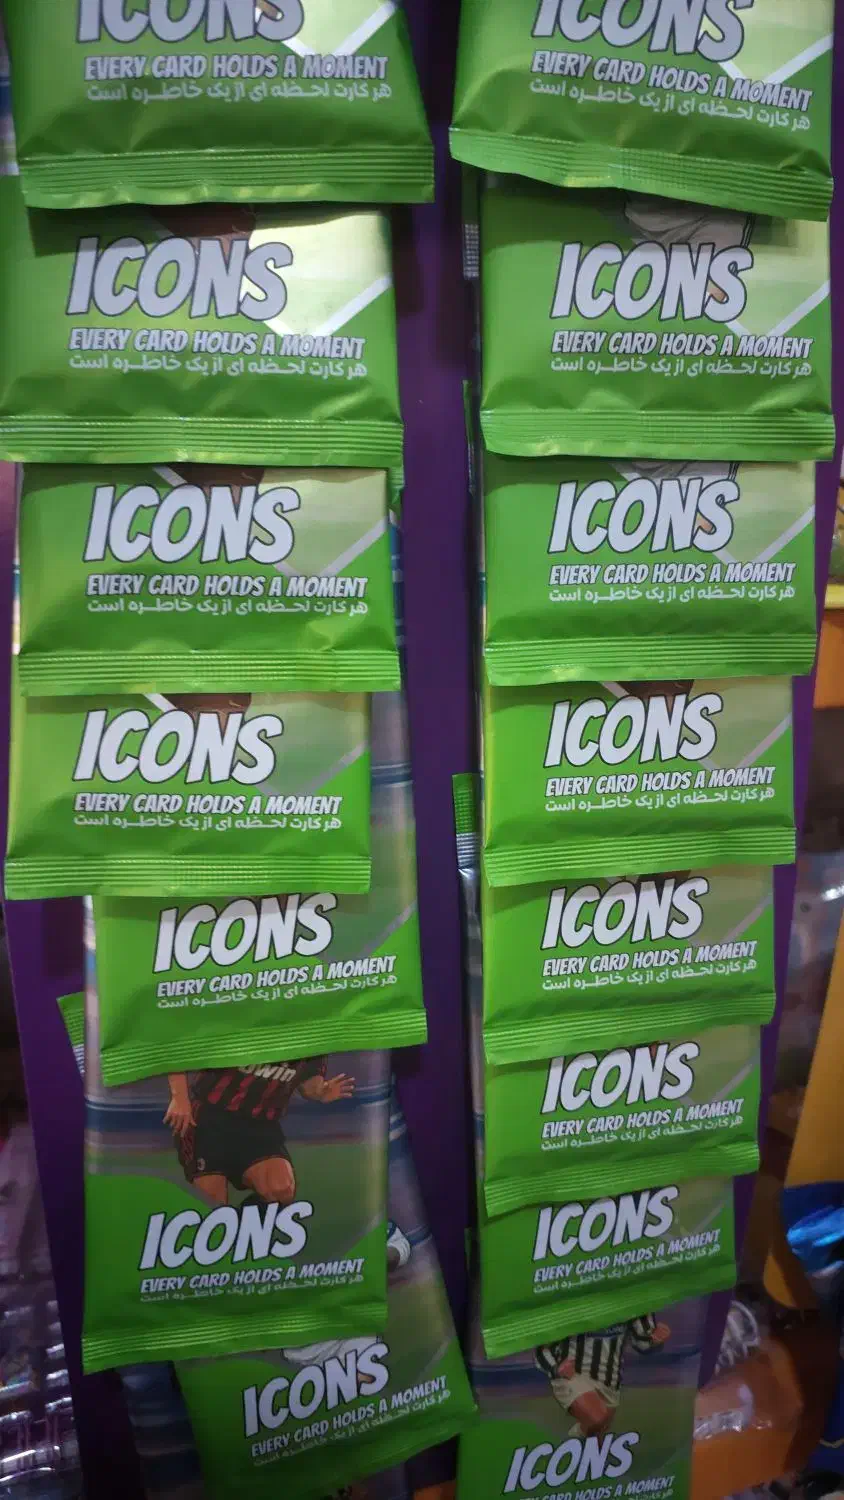 ICONS
EVERY CARD HOLDS A MOMENT
هر کارت لحظه ای از یک خاطره است
ICONS
EVERY CARD HOLDS A MOMENT
هر کارت لحظه ای از یک خاطره است
ICONS
EVERY CARD HOLDS A MOMENT
هر کارت لحظه ای از یک خاطره است
ICONS
EVERY CARD HOLDS A MOMENT
هر کارت لحظه ای از یک خاطره است
ICONS
EVERY CARD HOLDS A MOMENT
هر کارت لحظه ای از یک خاطره است
bwin
ICONS
EVERY CARD HOLDS A MOMENT
هر کارت لحظه ای از یک خاطره است
ICONS
EVERY CARD HOLDS A MOMENT
هر کارت لحظه ای از یک خاطره است
ICONS
EVERY CARD HOLDS A MOMENT
هر کارت لحظه ای از یک خاطره است
ICONS
EVERY CARD HOLDS A MOMENT
هر کارت لحظه ای از یک خاطره است
ICONS
EVERY CARD HOLDS A MOMENT
هر کارت لحظه ای از یک خاطره است
ICONS
EVERY CARD HOLDS A MOMENT
هر کارت لحظه ای از یک خاطره است
ICONS
EVERY CARD HOLDS A MOMENT
هر کارت لحظه ای از یک خاطره است
ICONS
EVERY CARD HOLDS A MOMENT
هر کارت لحظه ای از یک خاطره است
ICONS
EVERY CARD HOLDS A MOMENT
هر کارت لحظه ای از یک خاطره است
ICONS